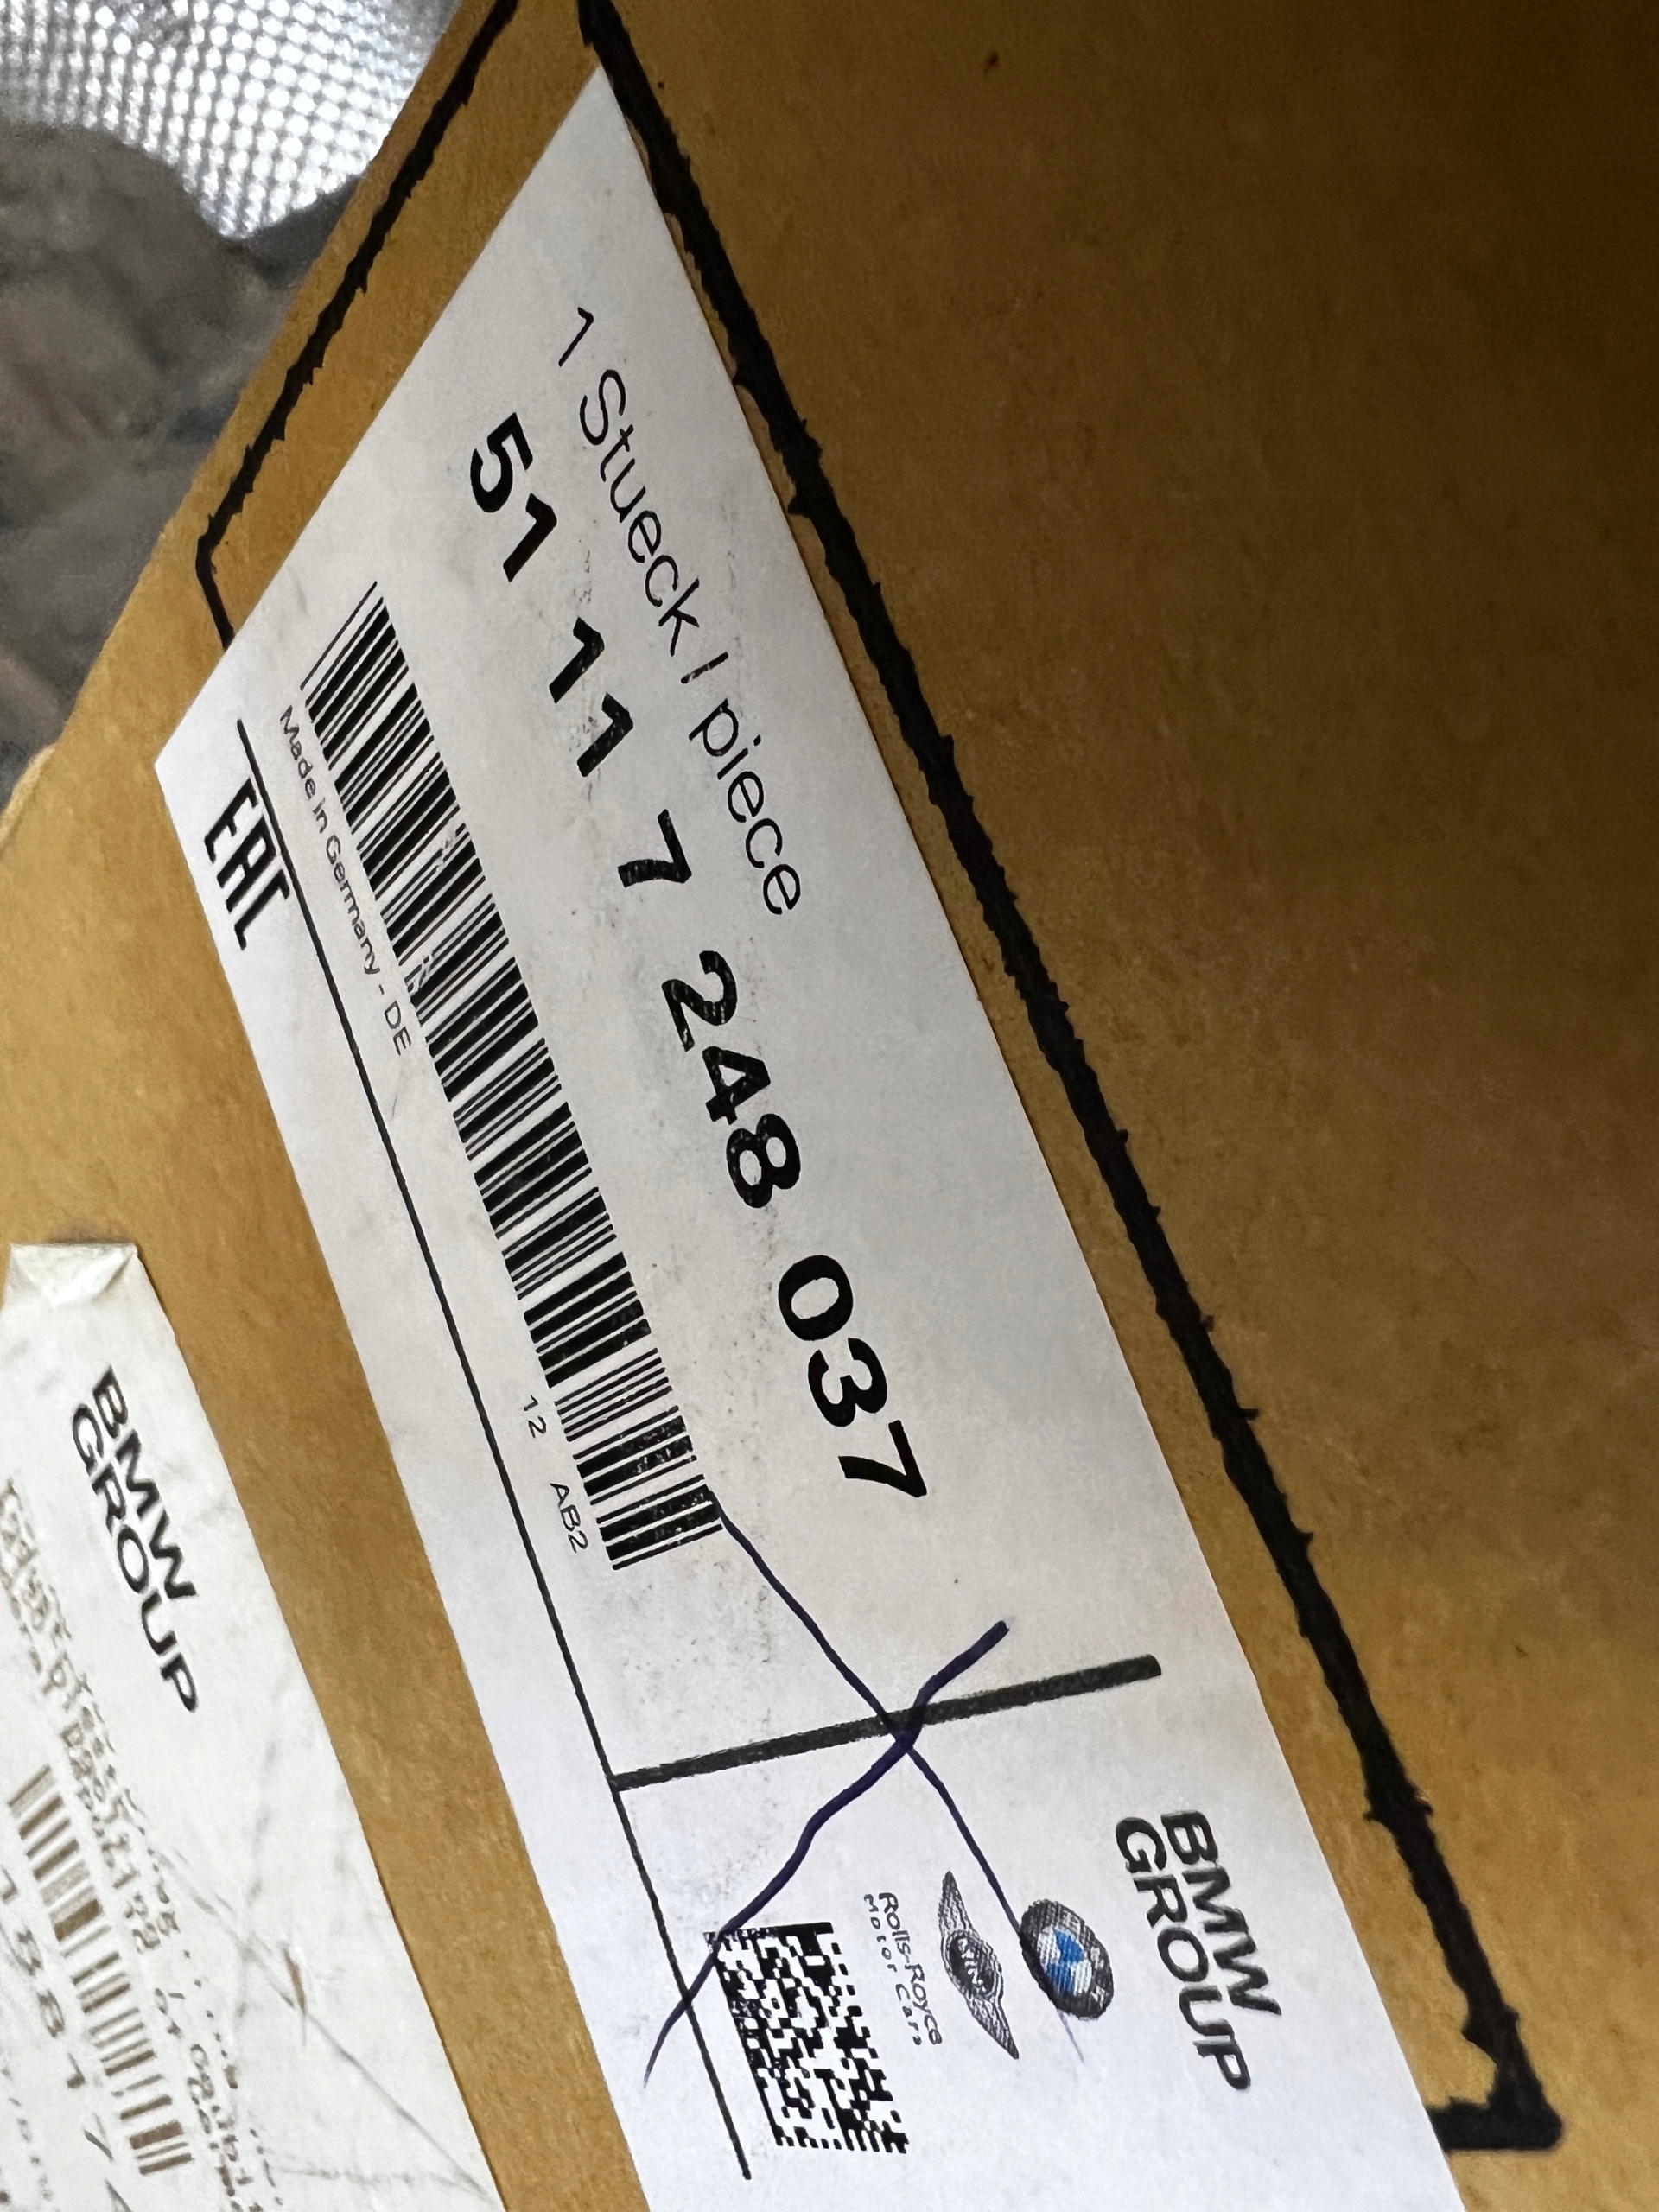 1 Stueck / piece
51 11 7 248 037
Made in Germany - DE
12 AB2
EAC
BMW
GROUP
MINI
Rolls-Royce
Motor Cars
BMW
GROUP